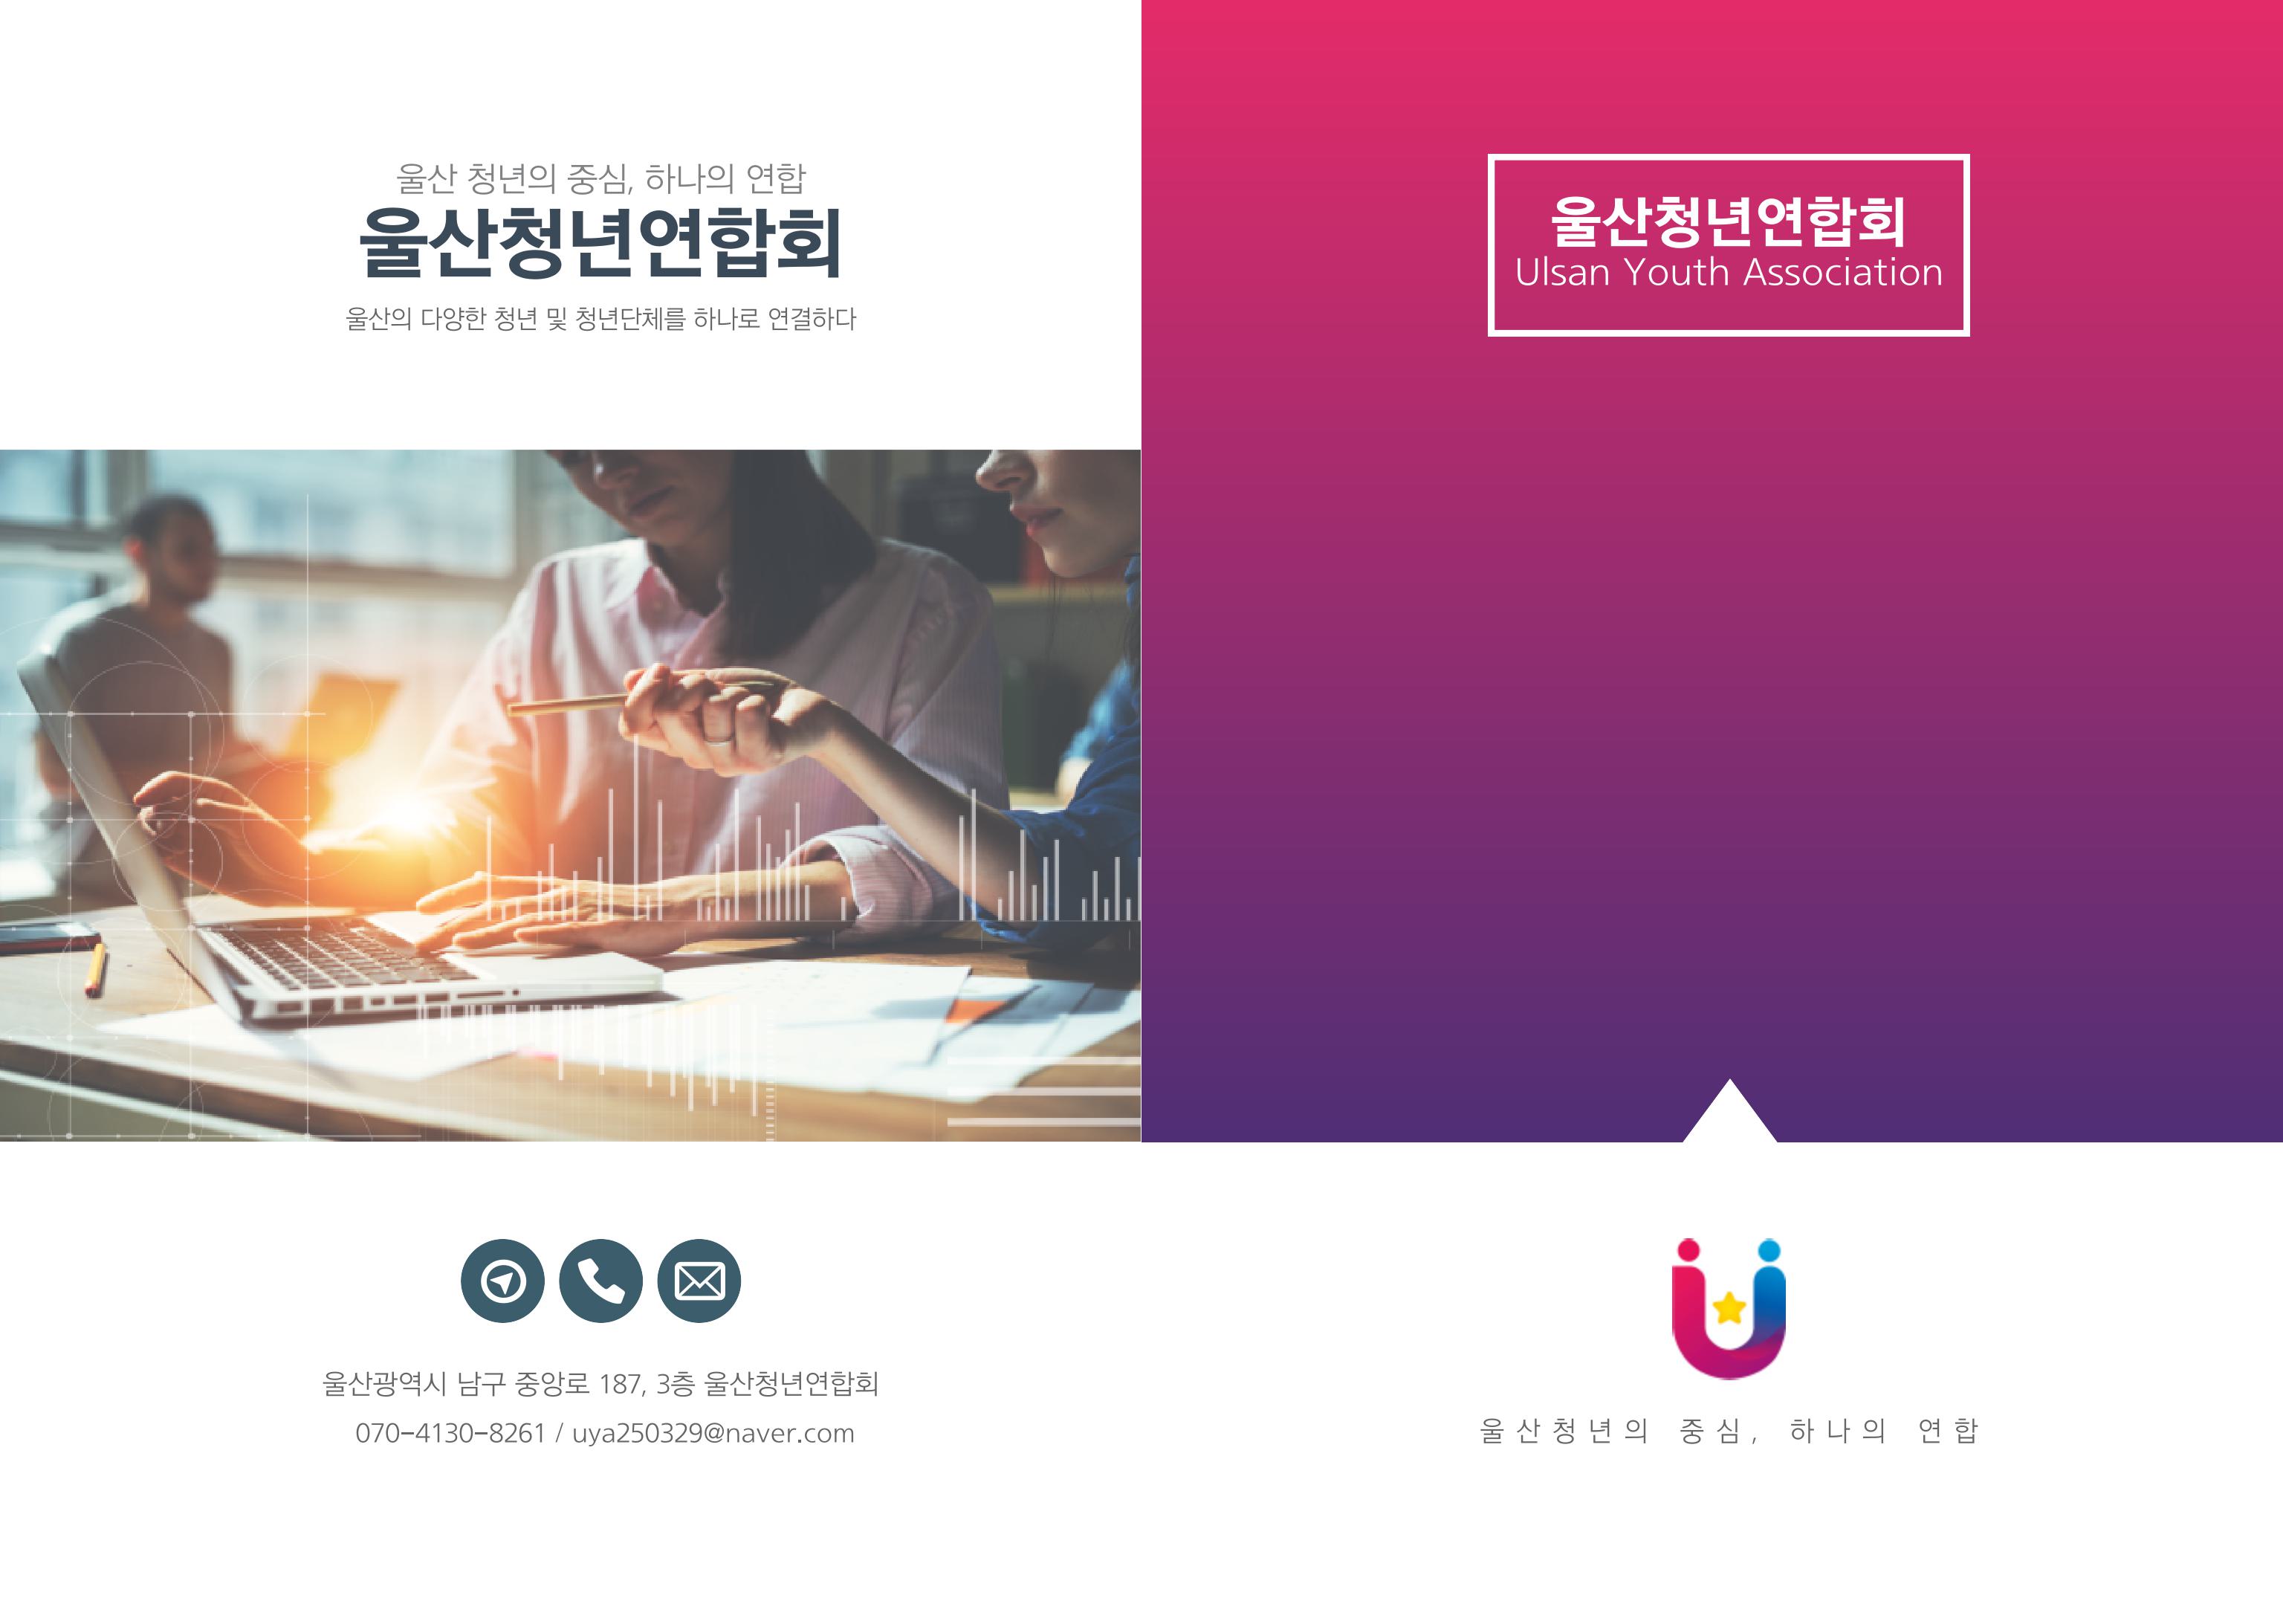 울산 청년의 중심, 하나의 연합
울산청년연합회
울산의 다양한 청년 및 청년단체를 하나로 연결하다
울산광역시 남구 중앙로 187, 3층 울산청년연합회
070-4130-8261 / uya250329@naver.com
울산청년연합회
Ulsan Youth Association
울산청년의 중심, 하나의 연합